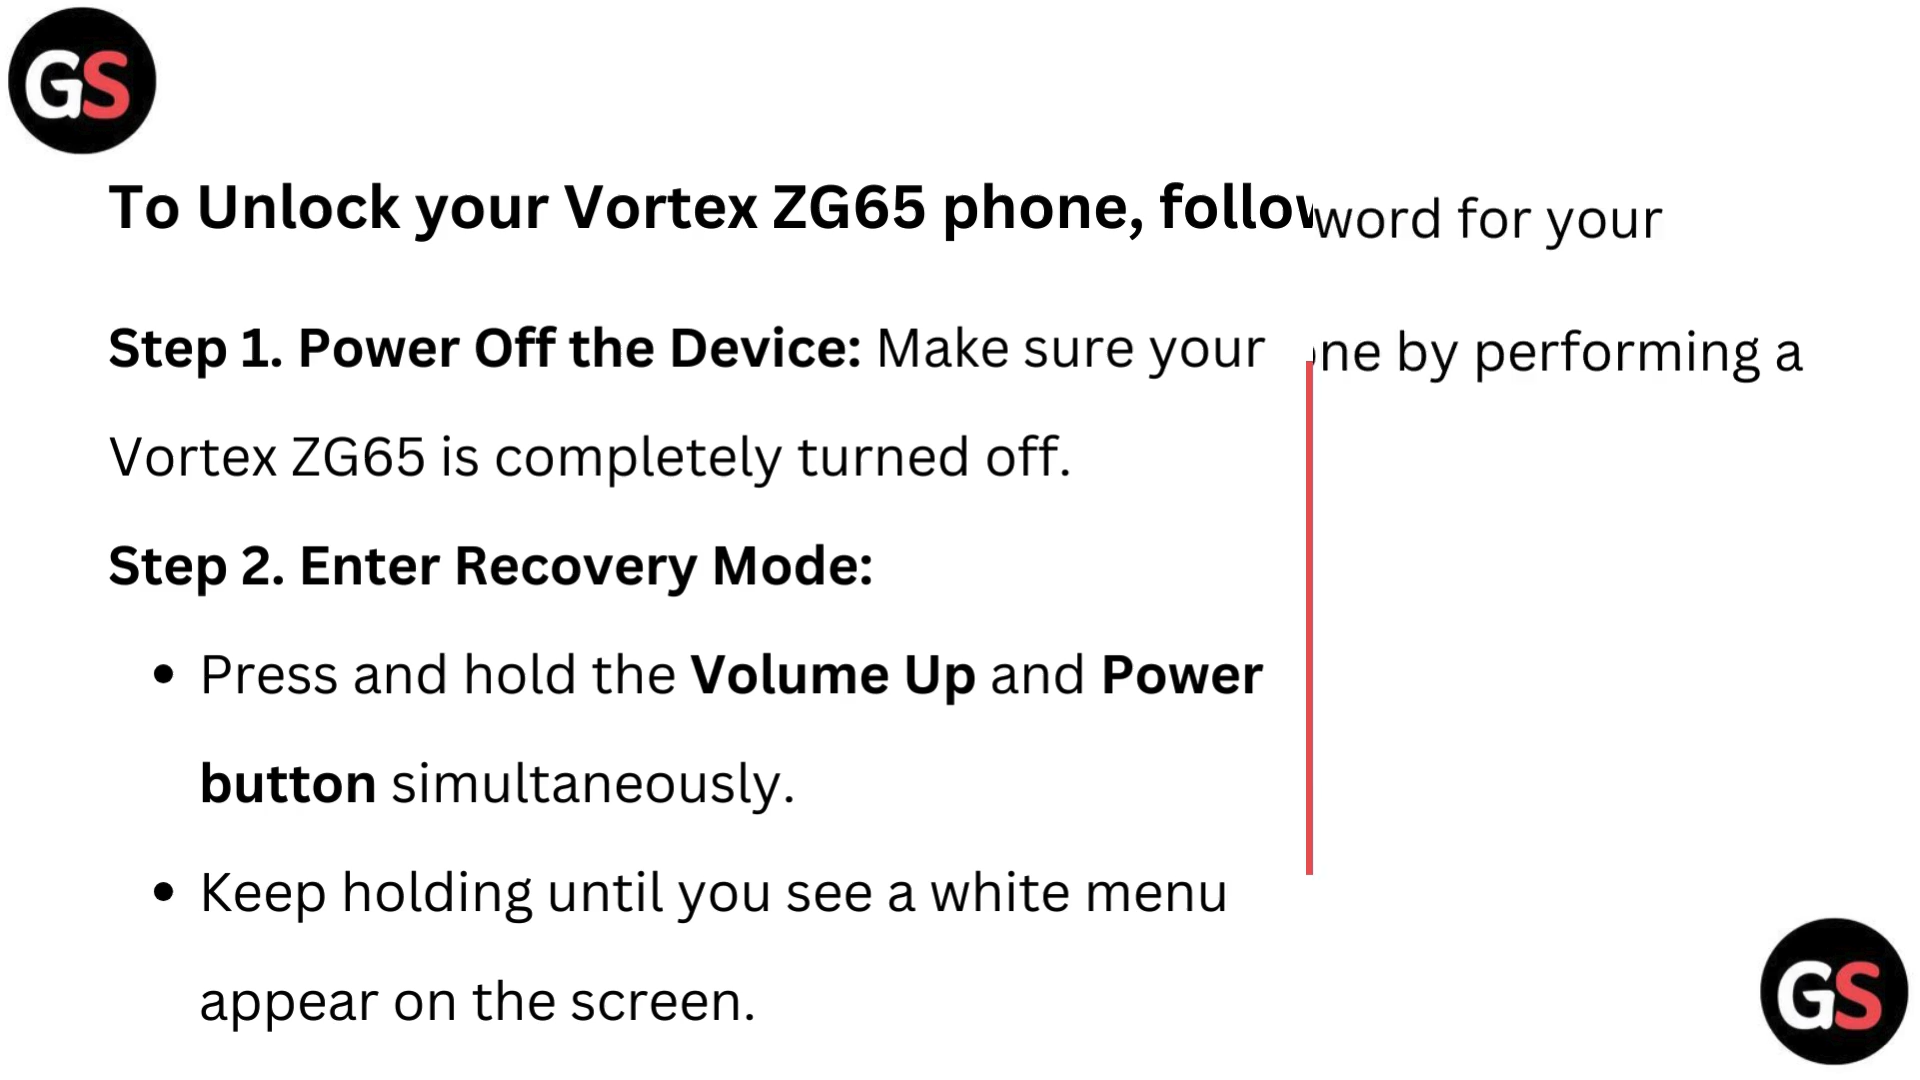 GS
To Unlock your Vortex ZG65 phone, follow
word for your
Step 1. Power Off the Device: Make sure your
ne by performing a
Vortex ZG65 is completely turned off.
Step 2. Enter Recovery Mode:
• Press and hold the Volume Up and Power
button simultaneously.
• Keep holding until you see a white menu
appear on the screen.
GS